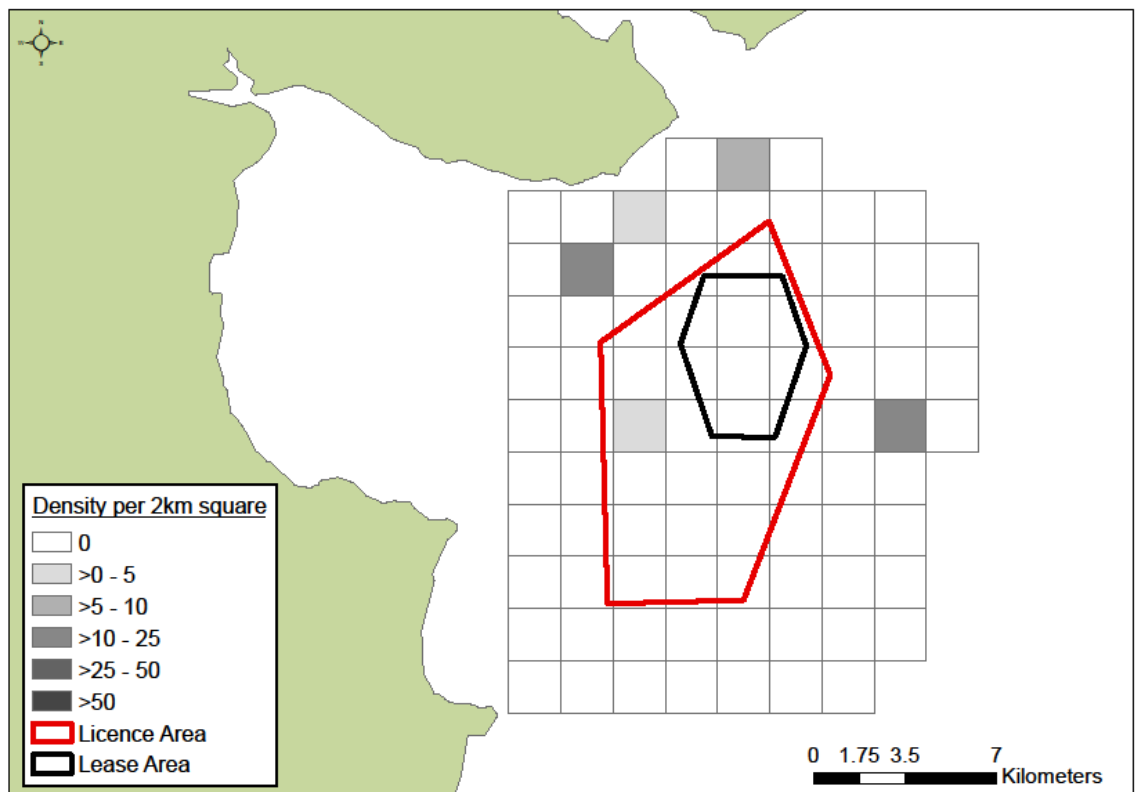 N
W E
S
Density per 2km square
0
>0 - 5
>5 - 10
>10 - 25
>25 - 50
>50
Licence Area
Lease Area
0 1.75 3.5 7
Kilometers